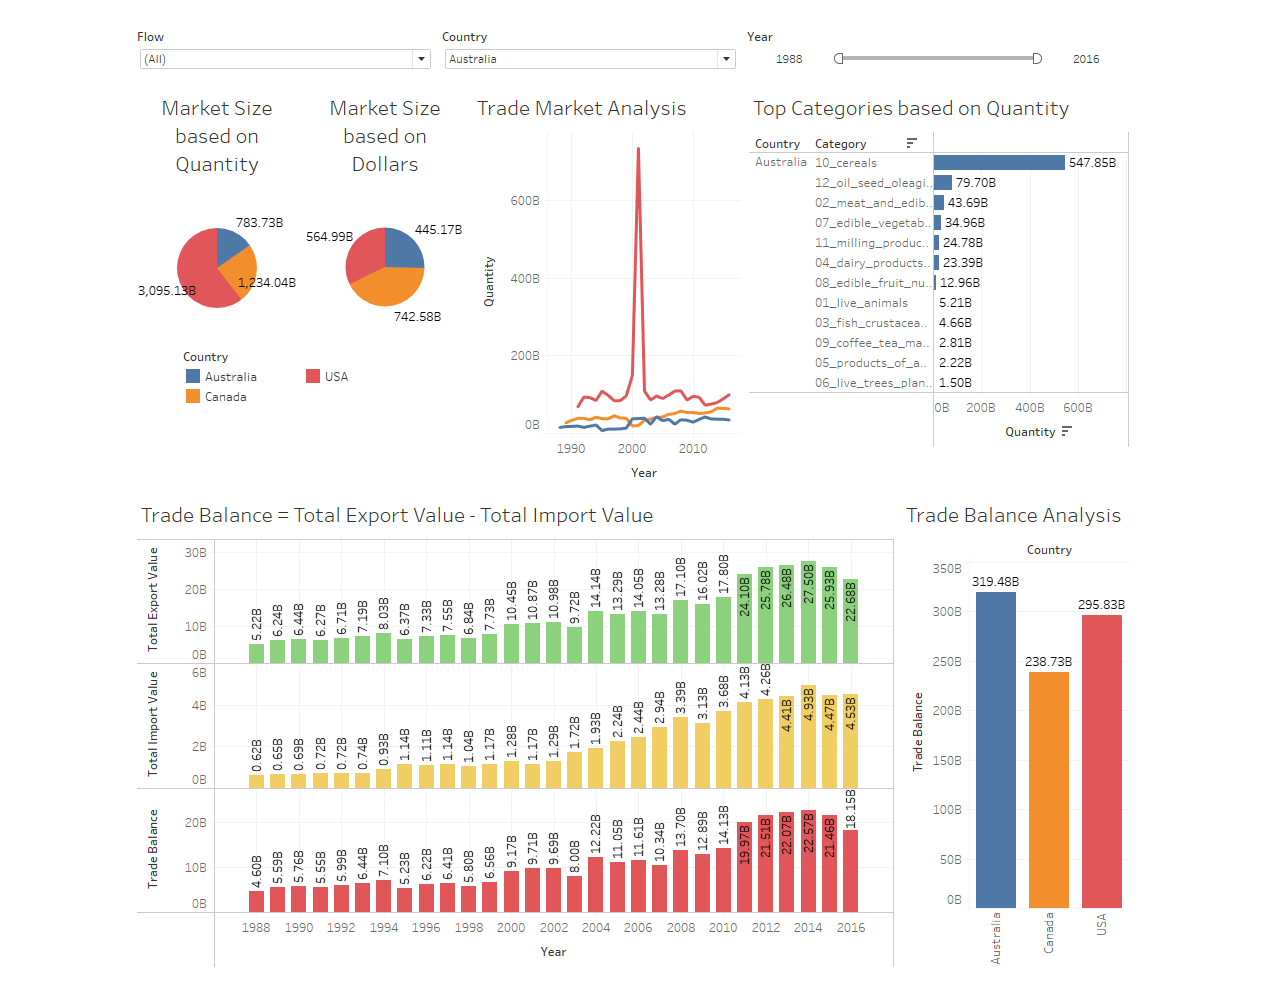 Flow
Country
Year
(All)
Australia
1988
2016
Market Size
based on
Quantity
Market Size
based on
Dollars
Trade Market Analysis
Top Categories based on Quantity
783.73B
1,234.04B
3,095.13B
445.17B
564.99B
742.58B
Country
Australia
USA
Canada
Quantity
600B
400B
200B
0B
1990
2000
2010
Year
Country
Category
Australia
10_cereals
547.85B
12_oil_seed_oleagi..
79.70B
02_meat_and_edib..
43.69B
07_edible_vegetab..
34.96B
11_milling_produc..
24.78B
04_dairy_products..
23.39B
08_edible_fruit_nu..
12.96B
01_live_animals
5.21B
03_fish_crustacea..
4.66B
09_coffee_tea_ma..
2.81B
05_products_of_a..
2.22B
06_live_trees_plan..
1.50B
0B
200B
400B
600B
Quantity
Trade Balance = Total Export Value - Total Import Value
Total Export Value
30B
20B
10B
0B
5.22B
6.24B
6.44B
6.27B
6.71B
7.19B
8.03B
6.37B
7.33B
7.55B
6.84B
7.73B
10.45B
10.87B
10.98B
9.72B
14.14B
13.29B
14.05B
13.28B
17.10B
16.02B
17.80B
24.10B
25.78B
26.48B
27.50B
25.93B
22.68B
Total Import Value
6B
4B
2B
0B
0.62B
0.65B
0.69B
0.72B
0.72B
0.74B
0.93B
1.14B
1.11B
1.14B
1.04B
1.17B
1.28B
1.17B
1.29B
1.72B
1.93B
2.24B
2.44B
2.94B
3.39B
3.13B
3.68B
4.13B
4.26B
4.41B
4.93B
4.47B
4.53B
Trade Balance
20B
10B
0B
4.60B
5.59B
5.76B
5.55B
5.99B
6.44B
7.10B
5.23B
6.22B
6.41B
5.80B
6.56B
9.17B
9.71B
9.69B
8.00B
12.22B
11.05B
11.61B
10.34B
13.70B
12.89B
14.13B
19.97B
21.51B
22.07B
22.57B
21.46B
18.15B
1988
1990
1992
1994
1996
1998
2000
2002
2004
2006
2008
2010
2012
2014
2016
Year
Trade Balance Analysis
Country
Trade Balance
350B
300B
250B
200B
150B
100B
50B
0B
319.48B
238.73B
295.83B
Australia
Canada
USA